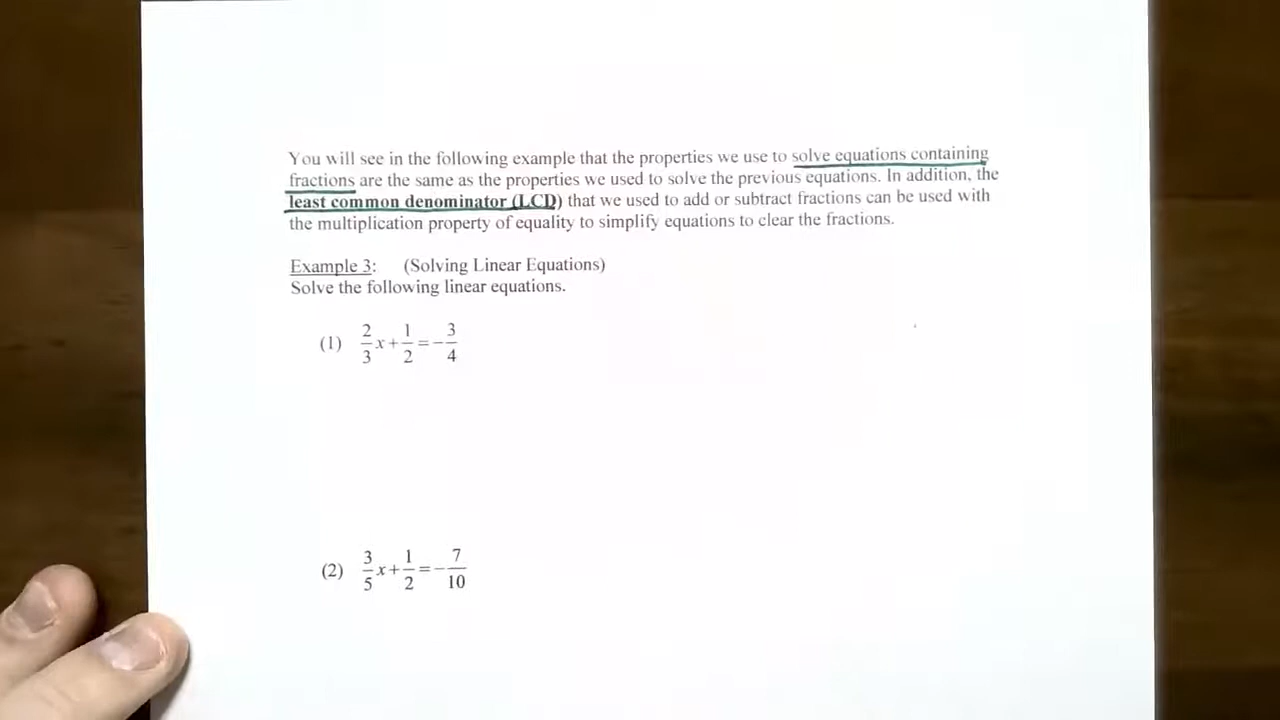 You will see in the following example that the properties we use to solve equations containing
fractions are the same as the properties we used to solve the previous equations. In addition, the
least common denominator (LCD) that we used to add or subtract fractions can be used with
the multiplication property of equality to simplify equations to clear the fractions.
Example 3: (Solving Linear Equations)
Solve the following linear equations.
(1) 2/3 x + 1/2 = - 3/4
(2) 3/5 x + 1/2 = - 7/10